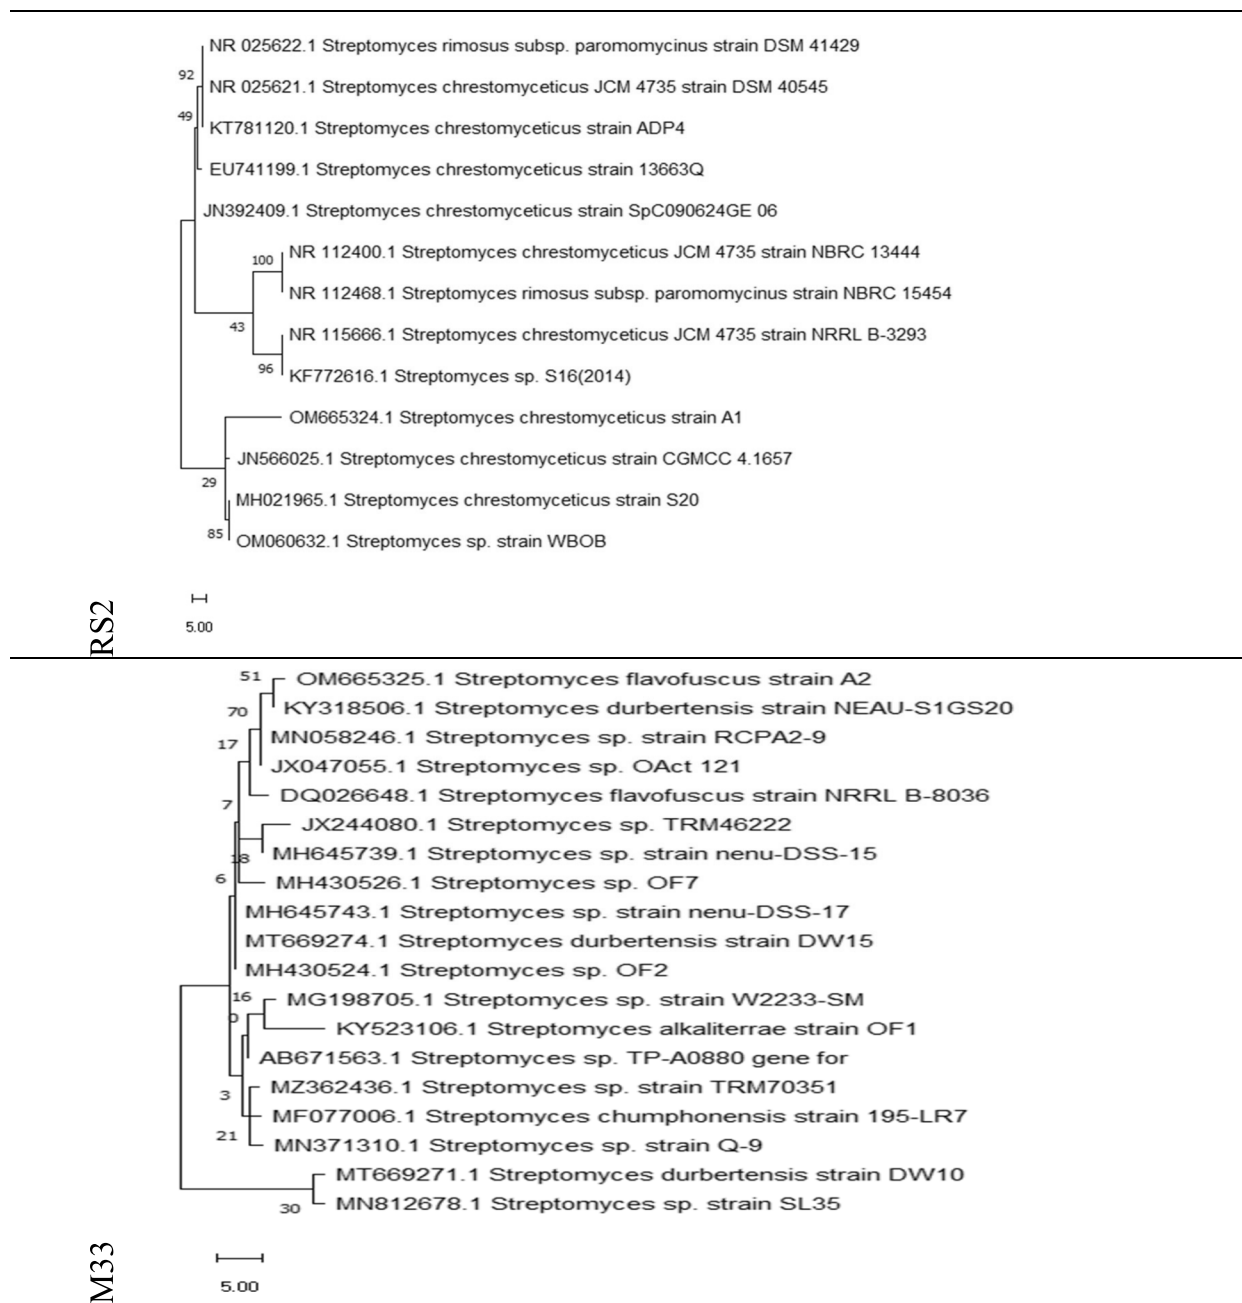 NR 025622.1 Streptomyces rimosus subsp. paromomycinus strain DSM 41429
92
NR 025621.1 Streptomyces chrestomyceticus JCM 4735 strain DSM 40545
49
KT781120.1 Streptomyces chrestomyceticus strain ADP4
EU741199.1 Streptomyces chrestomyceticus strain 13663Q
JN392409.1 Streptomyces chrestomyceticus strain SpC090624GE 06
NR 112400.1 Streptomyces chrestomyceticus JCM 4735 strain NBRC 13444
100
NR 112468.1 Streptomyces rimosus subsp. paromomycinus strain NBRC 15454
43
NR 115666.1 Streptomyces chrestomyceticus JCM 4735 strain NRRL B-3293
96
KF772616.1 Streptomyces sp. S16(2014)
OM665324.1 Streptomyces chrestomyceticus strain A1
JN566025.1 Streptomyces chrestomyceticus strain CGMCC 4.1657
29
MH021965.1 Streptomyces chrestomyceticus strain S20
85
OM060632.1 Streptomyces sp. strain WBOB
5.00
RS2
51
OM665325.1 Streptomyces flavofuscus strain A2
70
KY318506.1 Streptomyces durbertensis strain NEAU-S1GS20
17
MN058246.1 Streptomyces sp. strain RCPA2-9
JX047055.1 Streptomyces sp. OAct 121
7
DQ026648.1 Streptomyces flavofuscus strain NRRL B-8036
JX244080.1 Streptomyces sp. TRM46222
18
MH645739.1 Streptomyces sp. strain nenu-DSS-15
6
MH430526.1 Streptomyces sp. OF7
MH645743.1 Streptomyces sp. strain nenu-DSS-17
MT669274.1 Streptomyces durbertensis strain DW15
MH430524.1 Streptomyces sp. OF2
16
MG198705.1 Streptomyces sp. strain W2233-SM
0
KY523106.1 Streptomyces alkaliterrae strain OF1
AB671563.1 Streptomyces sp. TP-A0880 gene for
3
MZ362436.1 Streptomyces sp. strain TRM70351
MF077006.1 Streptomyces chumphonensis strain 195-LR7
21
MN371310.1 Streptomyces sp. strain Q-9
MT669271.1 Streptomyces durbertensis strain DW10
30
MN812678.1 Streptomyces sp. strain SL35
5.00
M33